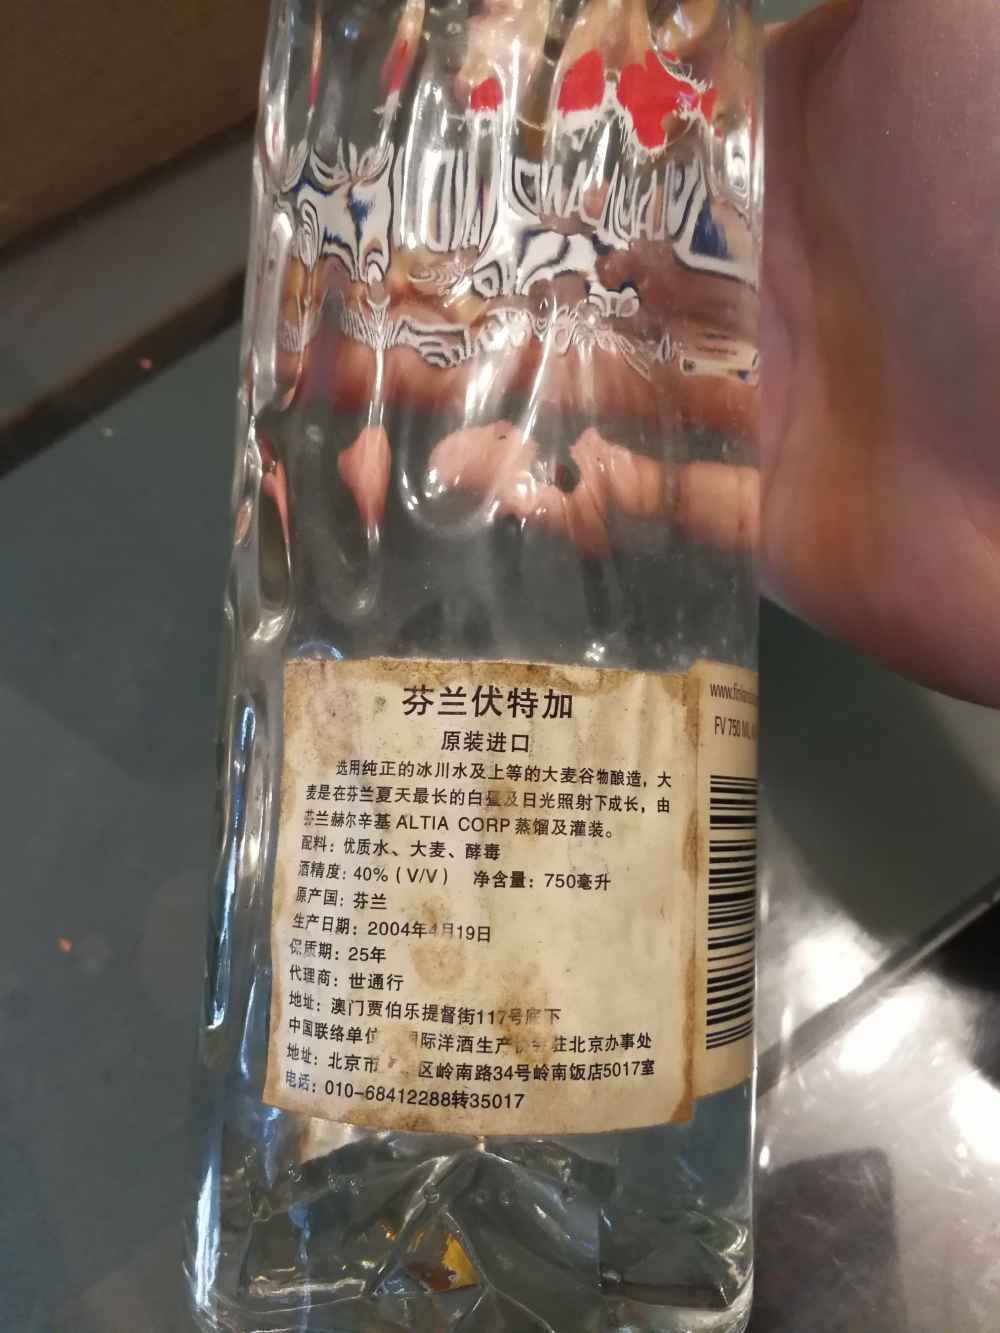 芬兰伏特加
原装进口
选用纯正的冰川水及上等的大麦谷物酿造，大
麦是在芬兰夏天最长的白昼及日光照射下成长，由
芬兰赫尔辛基 ALTIA CORP 蒸馏及灌装。
配料：优质水、大麦、酵毒
酒精度：40%（V/V） 净含量：750毫升
原产国：芬兰
生产日期：2004年4月19日
保质期：25年
代理商：世通行
地址：澳门贾伯乐提督街117号底下
中国联络单位 国际洋酒生产 驻北京办事处
地址：北京市 区岭南路34号岭南饭店5017室
电话：010-68412288转35017
FV 750 ML